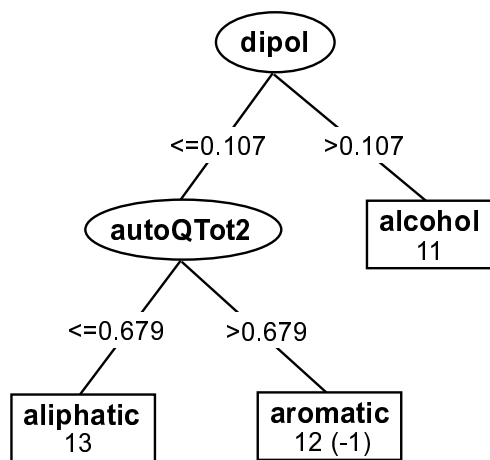 dipol
<=0.107
>0.107
autoQTot2
alcohol
11
<=0.679
>0.679
aliphatic
13
aromatic
12 (-1)